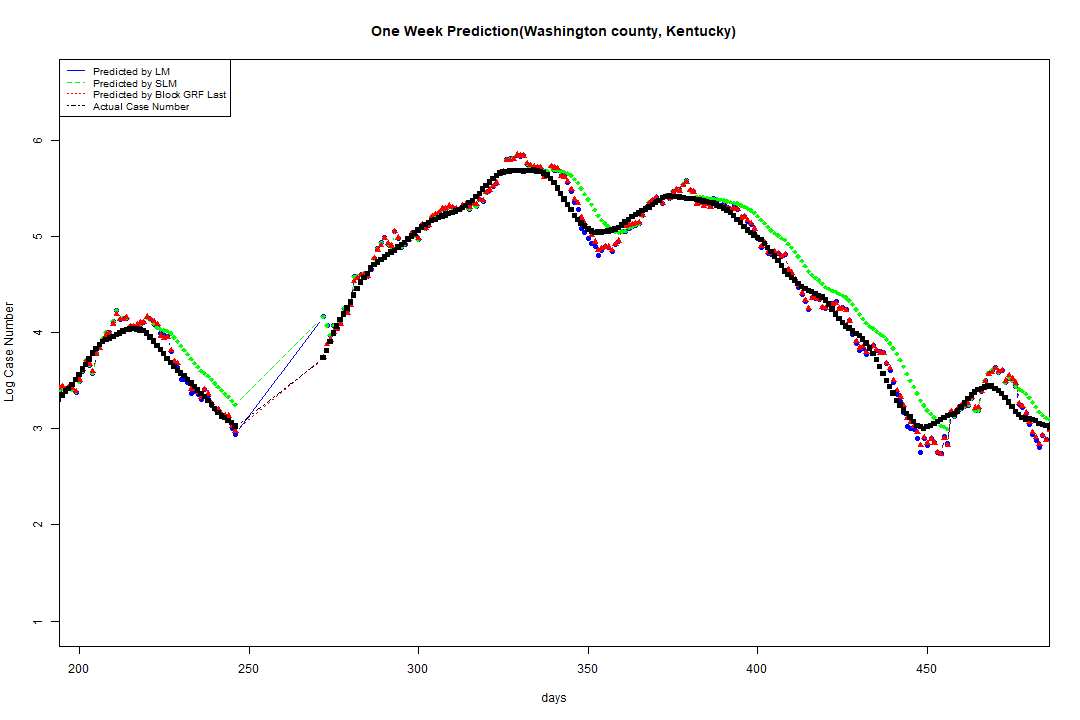 One Week Prediction(Washington county, Kentucky)
Predicted by LM
Predicted by SLM
Predicted by Block GRF Last
Actual Case Number
6
5
4
3
2
1
Log Case Number
200 250 300 350 400 450
days